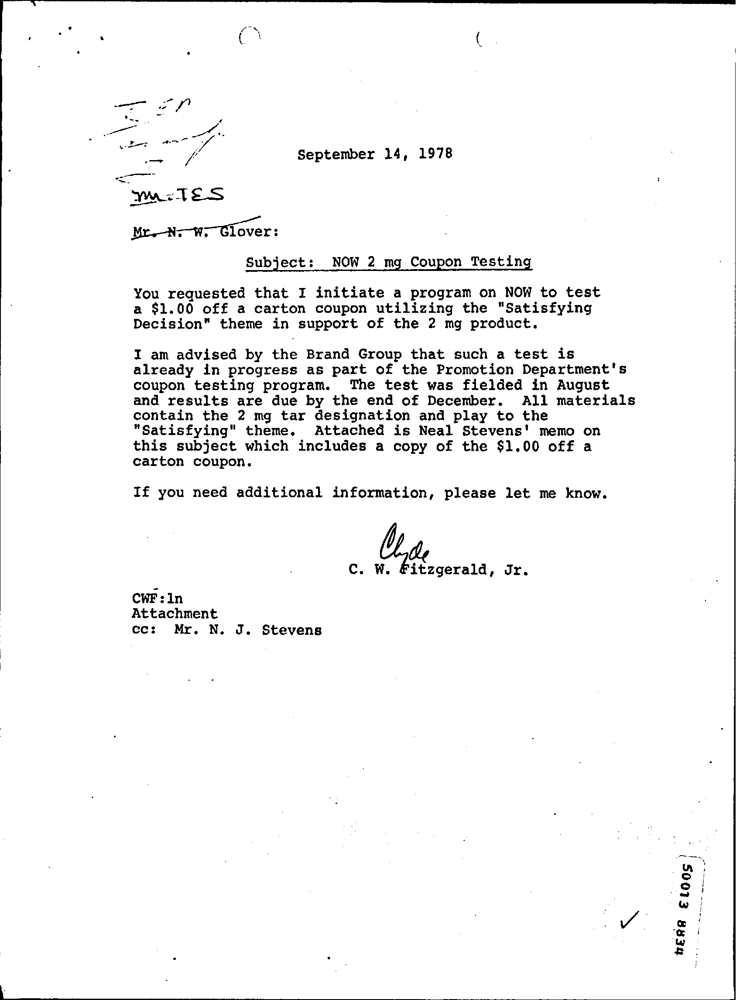 September 14, 1978
Mr. N. W. Glover:
Subject: NOW 2 mg Coupon Testing
You requested that I initiate a program on NOW to test
a $1.00 off a carton coupon utilizing the "Satisfying
Decision" theme in support of the 2 mg product.
I am advised by the Brand Group that such a test is
already in progress as part of the Promotion Department's
coupon testing program. The test was fielded in August
and results are due by the end of December. All materials
contain the 2 mg tar designation and play to the
"Satisfying" theme. Attached is Neal Stevens' memo on
this subject which includes a copy of the $1.00 off a
carton coupon.
If you need additional information, please let me know.
Clyde
C. W. Fitzgerald, Jr.
CWF:ln
Attachment
cc: Mr. N. J. Stevens
50013 8834